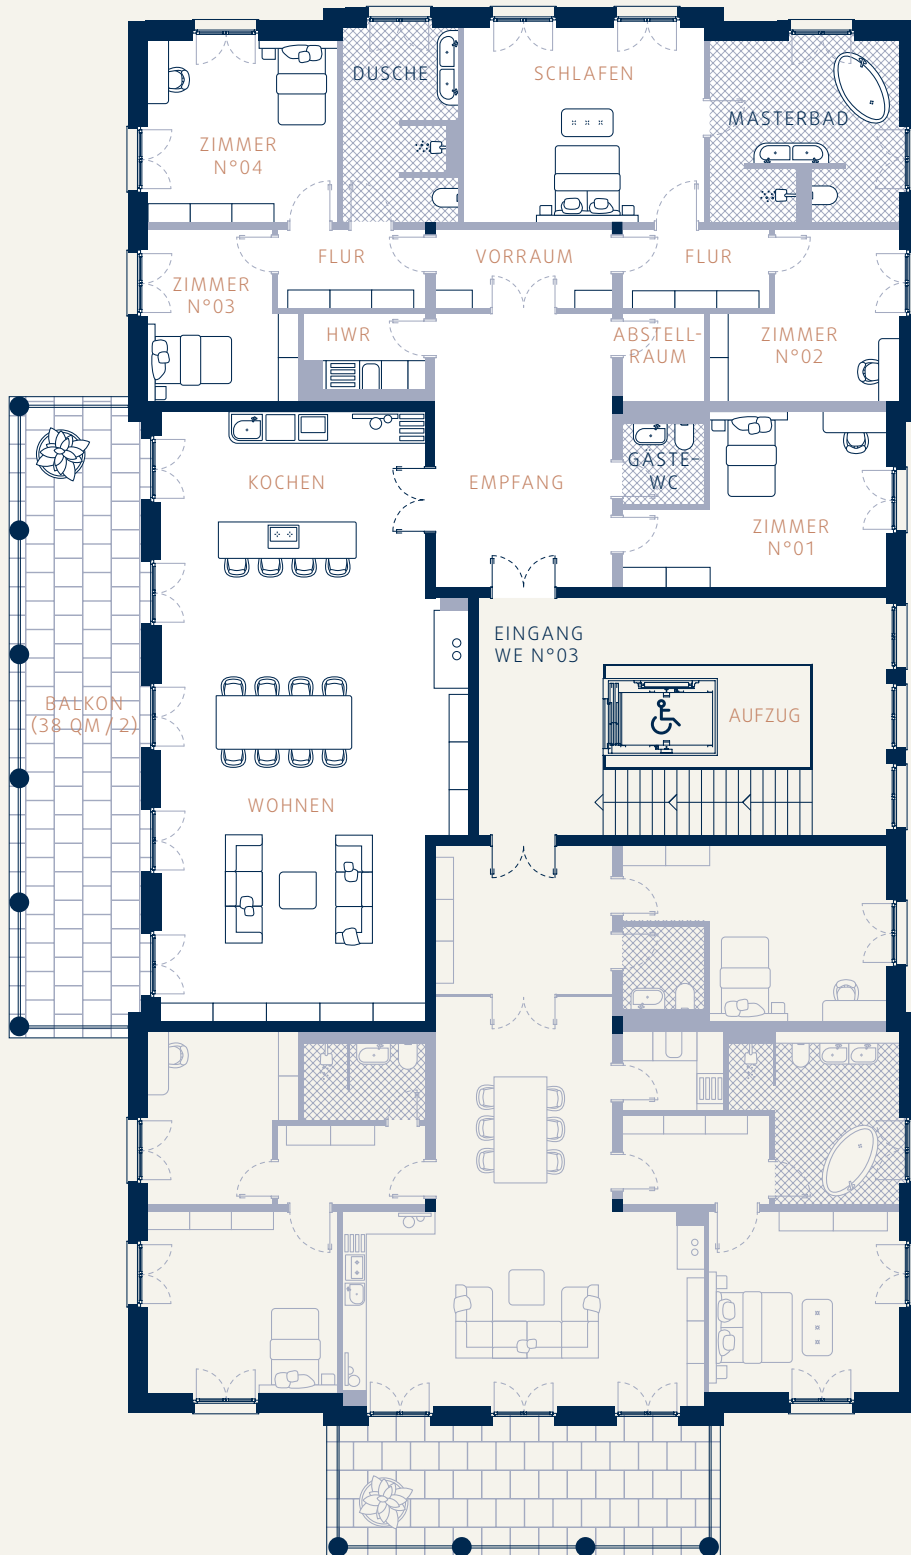 DUSCHE
SCHLAFEN
MASTERBAD
ZIMMER
N°04
FLUR
VORRAUM
FLUR
ZIMMER
N°03
HWR
ABSTELL-
RAUM
ZIMMER
N°02
KOCHEN
EMPFANG
GÄSTE-
WC
ZIMMER
N°01
EINGANG
WE N°03
BALKON
(38 QM / 2)
AUFZUG
WOHNEN